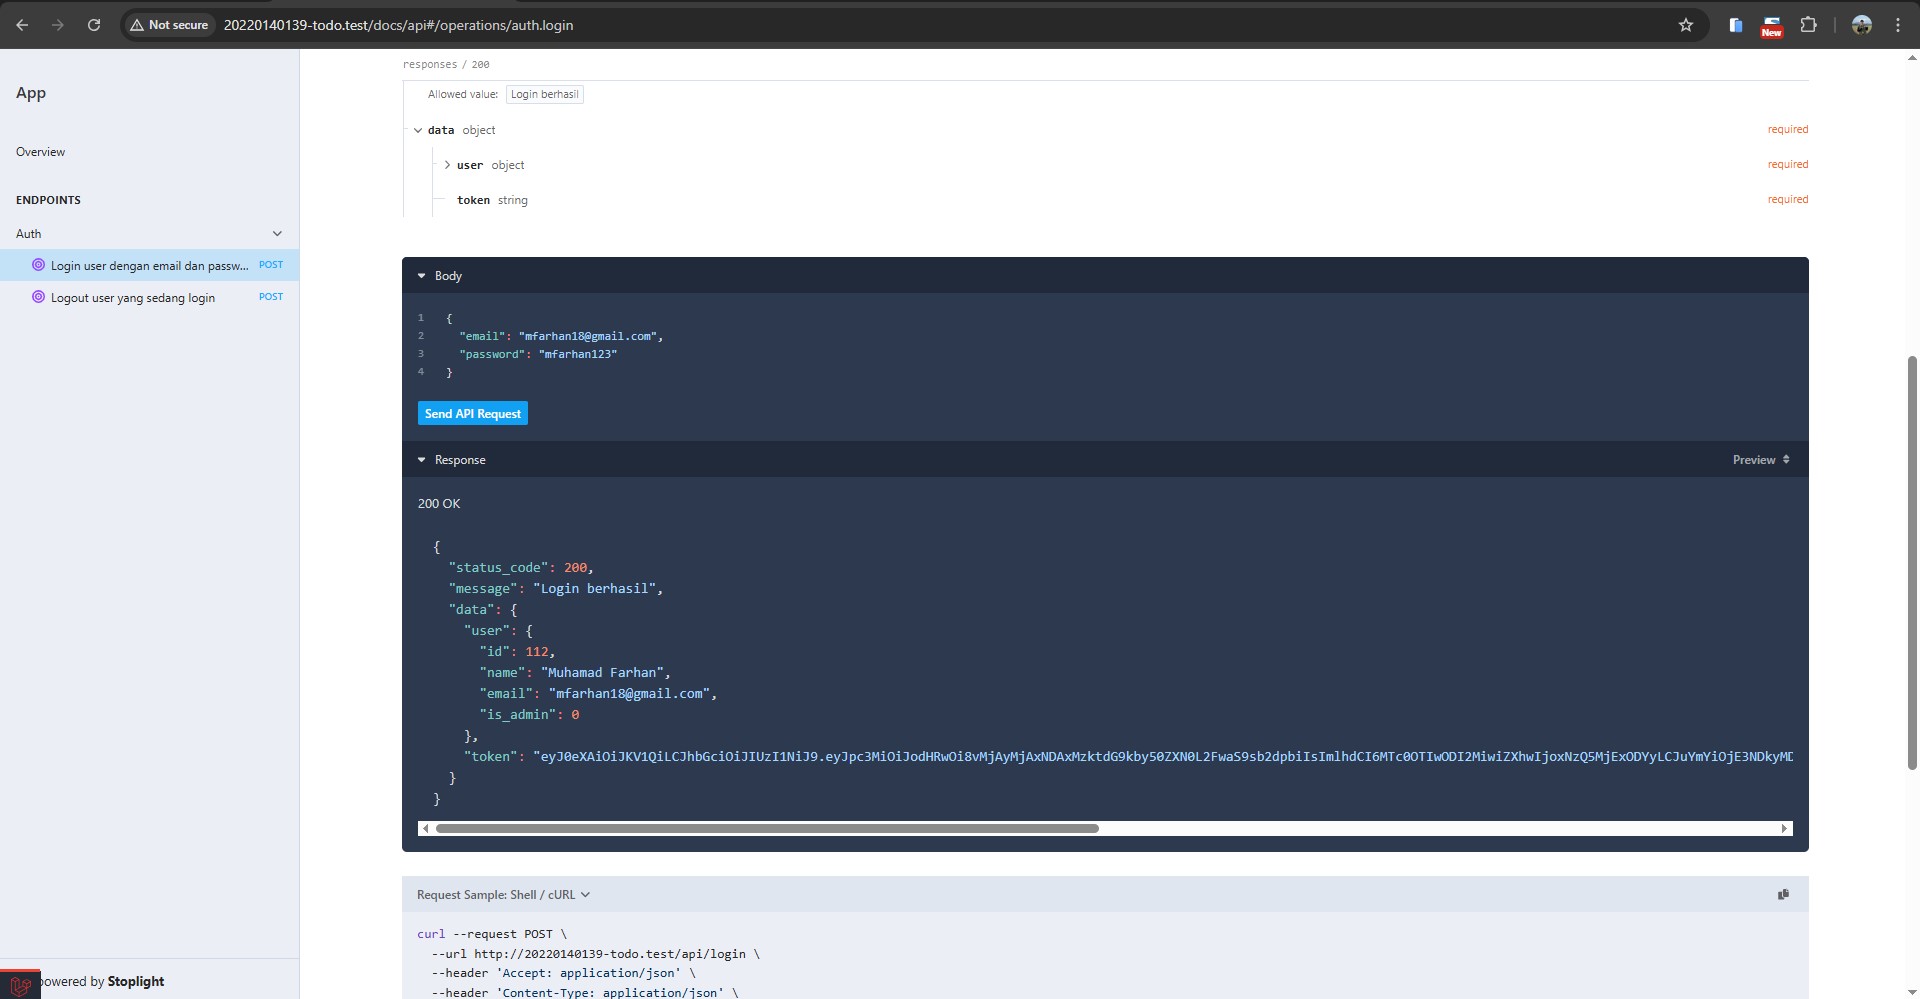 Not secure
20220140139-todo.test/docs/api#/operations/auth.login
New
App
Overview
ENDPOINTS
Auth
Login user dengan email dan passw... POST
Logout user yang sedang login POST
powered by Stoplight
responses / 200
Allowed value: Login berhasil
data object required
user object required
token string required
Body
1 {
2 "email": "mfarhan18@gmail.com",
3 "password": "mfarhan123"
4 }
Send API Request
Response Preview
200 OK
{
"status_code": 200,
"message": "Login berhasil",
"data": {
"user": {
"id": 112,
"name": "Muhamad Farhan",
"email": "mfarhan18@gmail.com",
"is_admin": 0
},
"token": "eyJ0eXAiOiJKV1QiLCJhbGciOiJIUzI1NiJ9.eyJpc3MiOiJodHRwOi8vMjAyMjAxNDAxMzktdG9kby50ZXN0L2FwaS9sb2dpbiIsImlhdCI6MTc0OTIwODI2MiwiZXhwIjoxNzQ5MjExODYyLCJuYmYiOjE3NDkyMD
}
}
Request Sample: Shell / cURL
curl --request POST \
--url http://20220140139-todo.test/api/login \
--header 'Accept: application/json' \
--header 'Content-Type: application/json' \